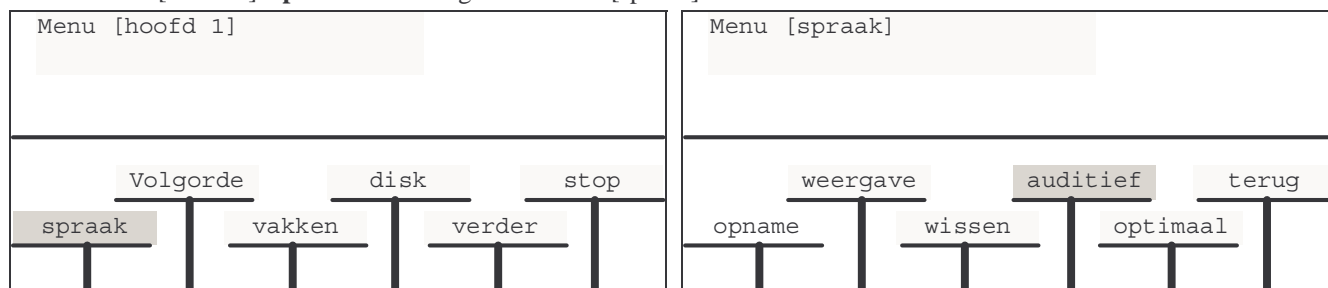 Menu [hoofd 1]
Volgorde disk stop
spraak vakken verder
Menu [spraak]
weergave auditief terug
opname wissen optimaal